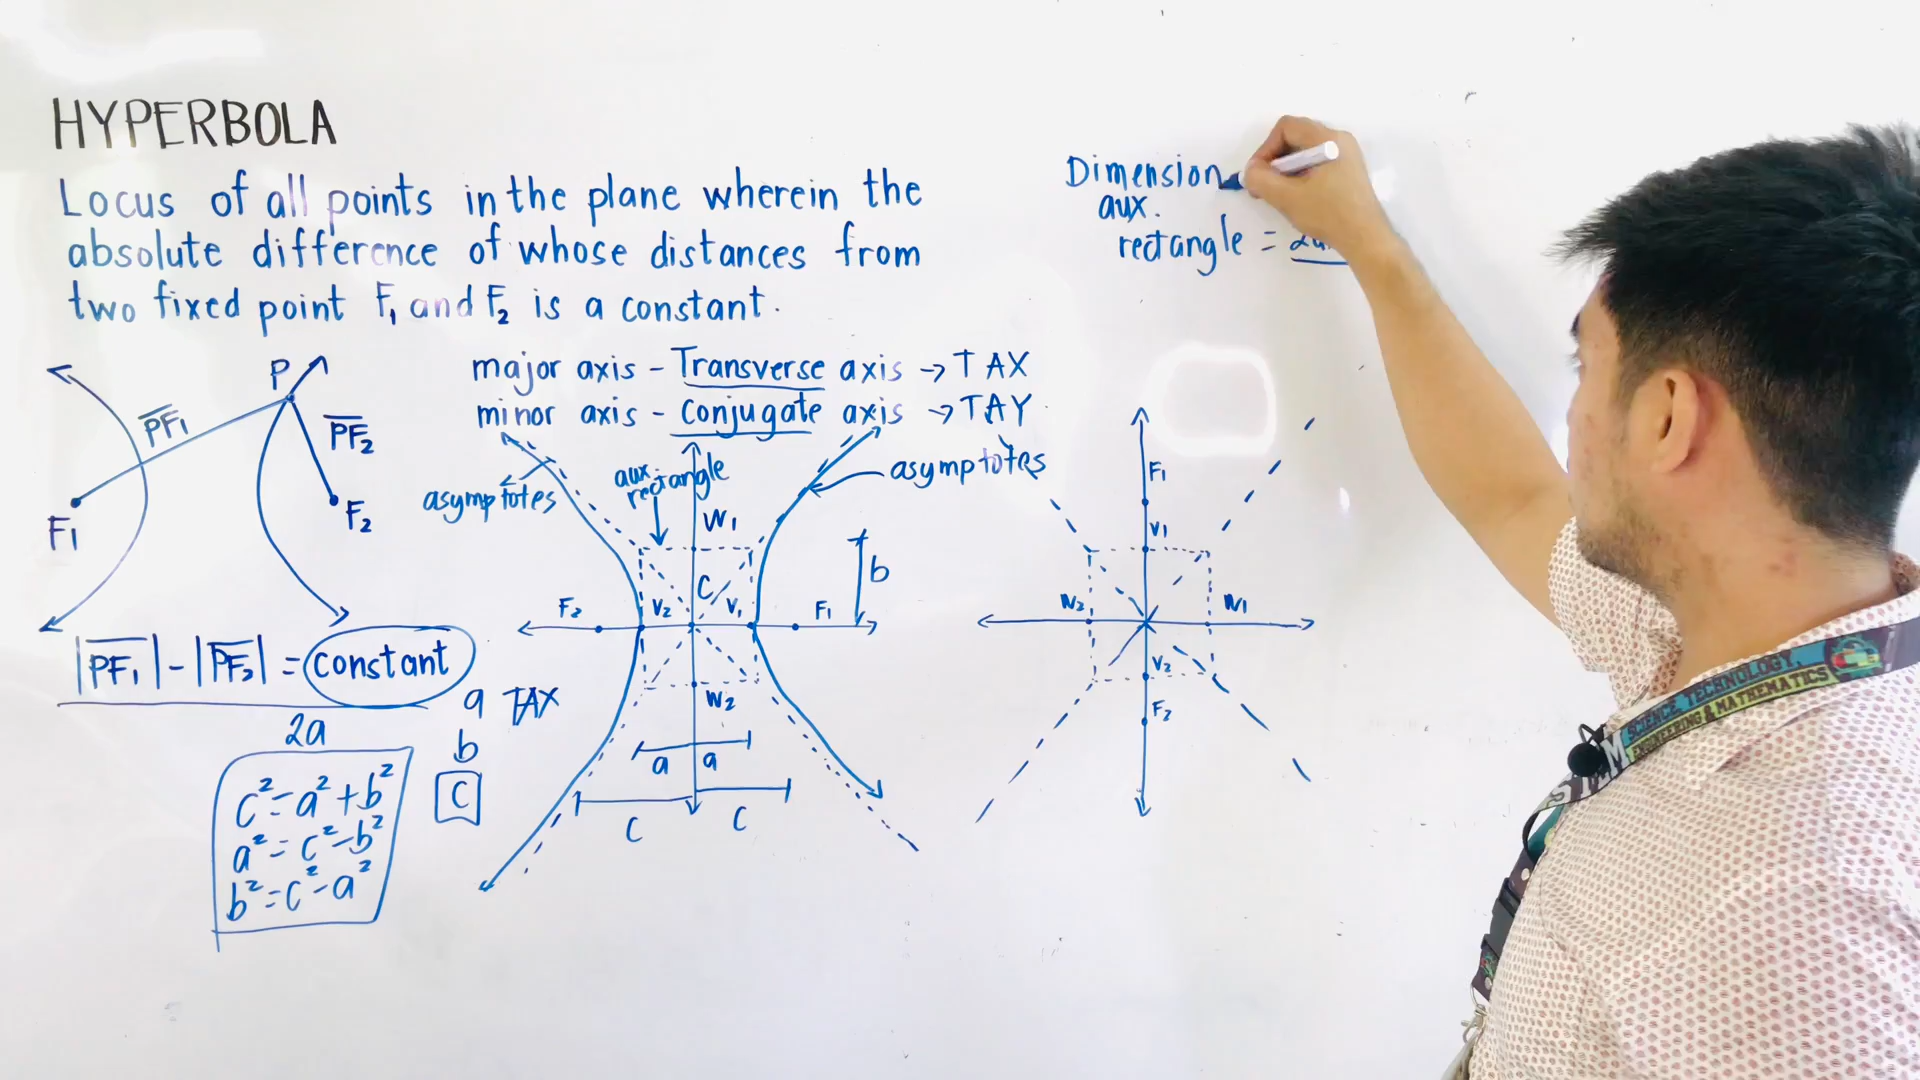 HYPERBOLA
Locus of all points in the plane wherein the
absolute difference of whose distances from
two fixed point F₁ and F₂ is a constant.
Dimension
aux.
rectangle =
major axis - Transverse axis → TAX
minor axis - conjugate axis → TAY
P
PF₁
PF₂
F₁
F₂
|PF₁| - |PF₂| = constant
2a
a TAX
b
C
c² = a² + b²
a² = c² - b²
b² = c² - a²
asymptotes
aux.
rectangle
asymptotes
W₁
C
b
F₂
V₂
V₁
F₁
W₂
a
a
C
C
F₁
V₁
W₂
W₁
V₂
F₂
SCIENCE, TECHNOLOGY,
ENGINEERING & MATHEMATICS
STEM